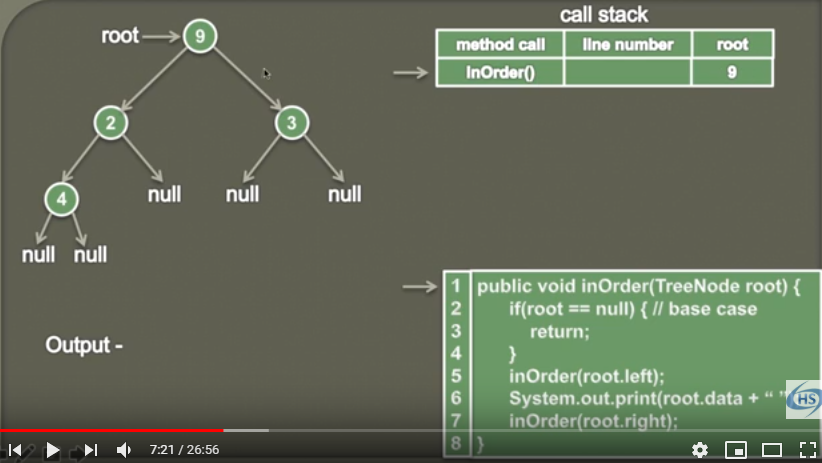 call stack
root
9
method call line number root
InOrder() 9
2
3
null
null
null
4
null
null
1 public void inOrder(TreeNode root) {
2 if(root == null) { // base case
3 return;
4 }
5 inOrder(root.left);
6 System.out.print(root.data + “ ”
7 inOrder(root.right);
8 }
Output -
HS
7:21 / 26:56